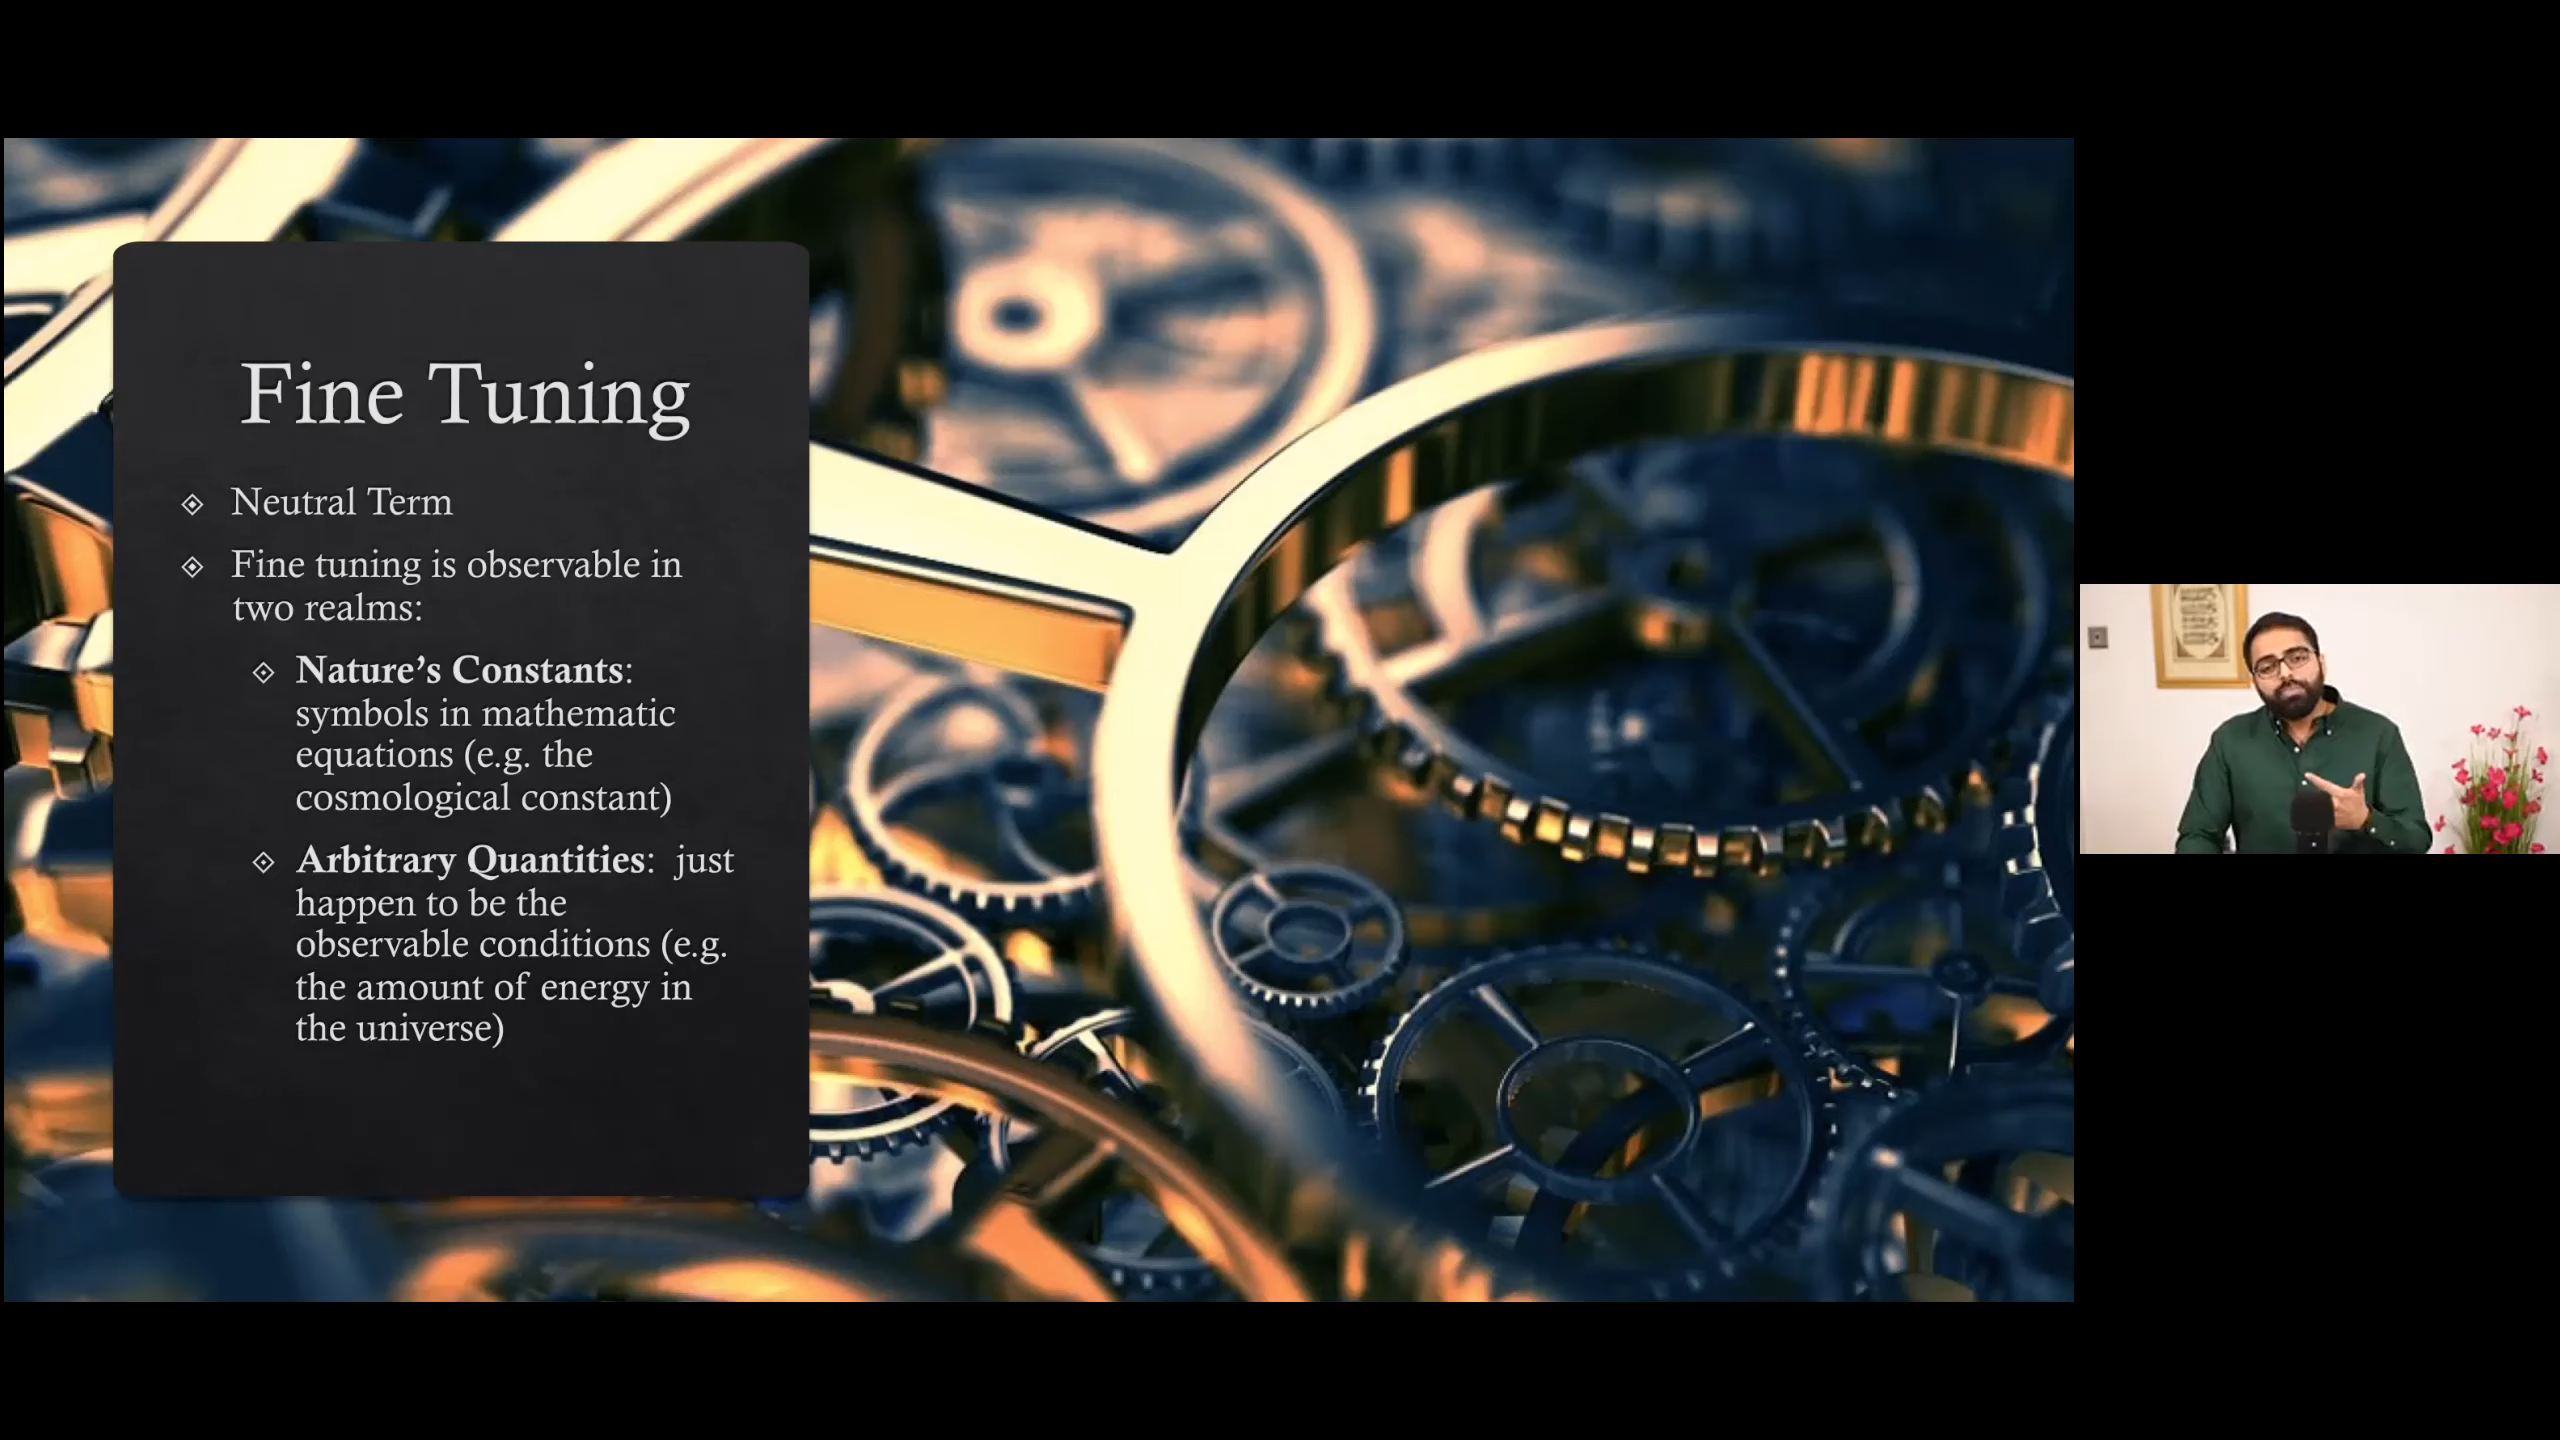 Fine Tuning
Neutral Term
Fine tuning is observable in
two realms:
Nature’s Constants:
symbols in mathematic
equations (e.g. the
cosmological constant)
Arbitrary Quantities: just
happen to be the
observable conditions (e.g.
the amount of energy in
the universe)